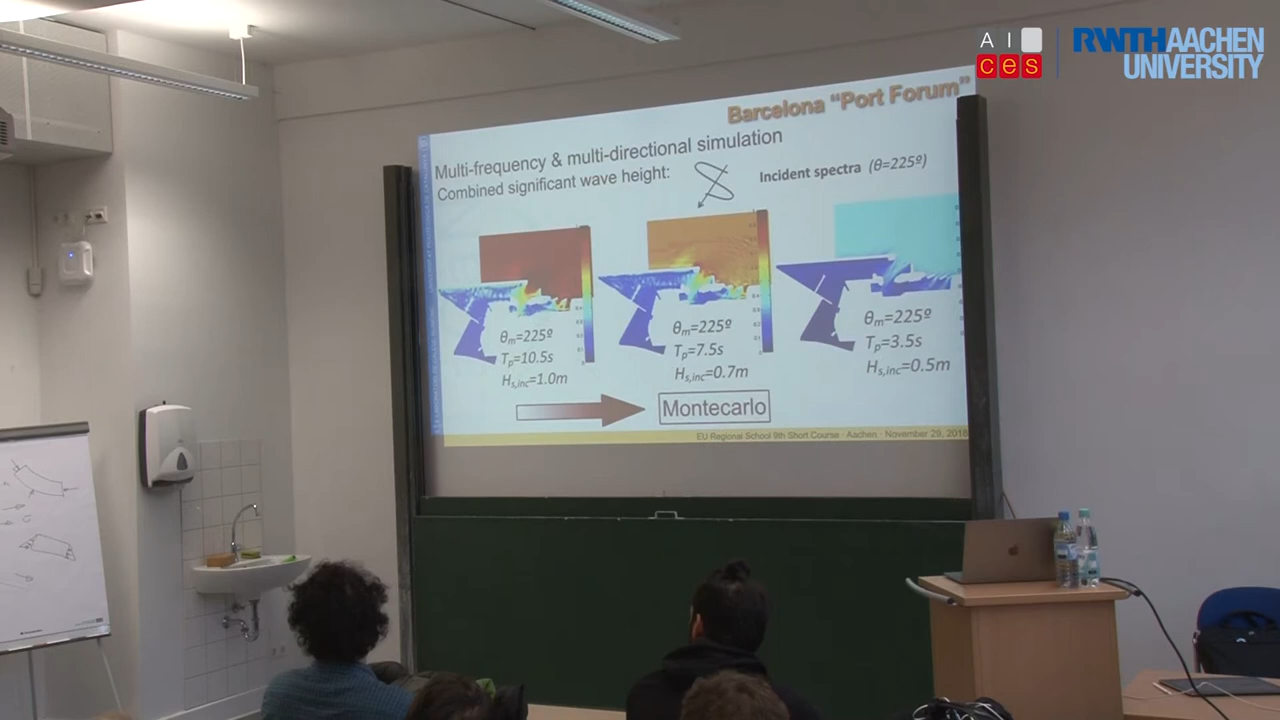 AI
ces
RWTHAACHEN
UNIVERSITY
Barcelona "Port Forum"
Multi-frequency & multi-directional simulation
Combined significant wave height:
Incident spectra (θ=225º)
θm=225º
Tp=10.5s
Hs,inc=1.0m
θm=225º
Tp=7.5s
Hs,inc=0.7m
θm=225º
Tp=3.5s
Hs,inc=0.5m
Montecarlo
EU Regional School 9th Short Course · Aachen · November 29, 2018